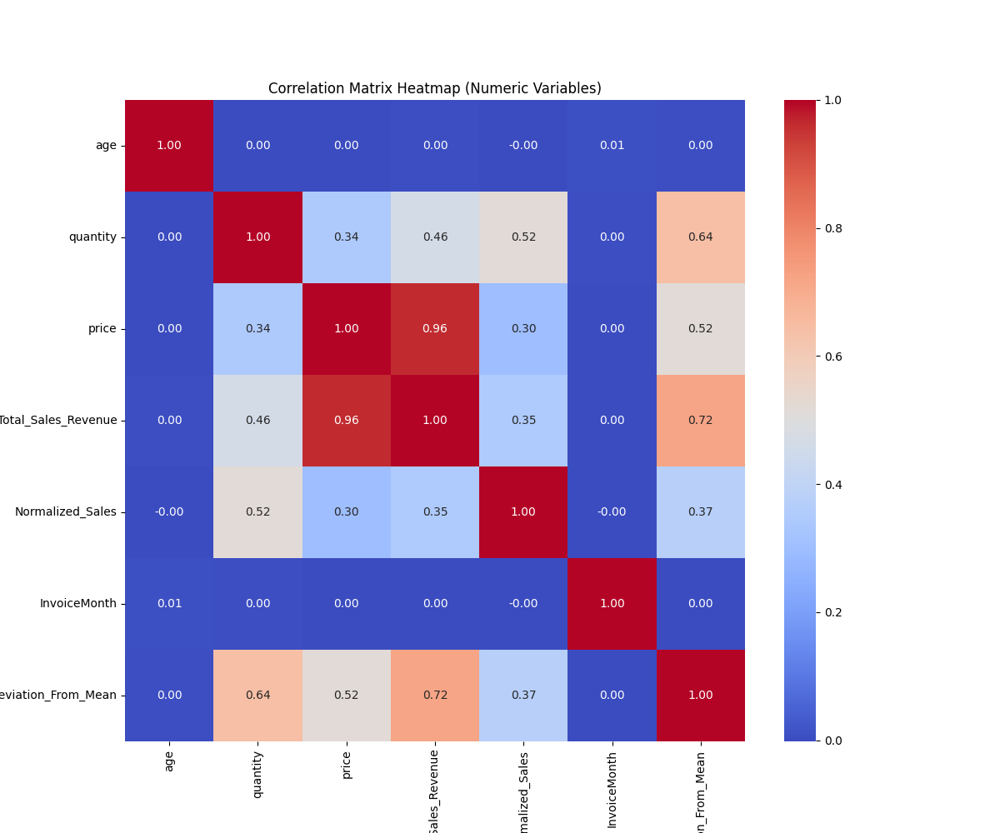 Correlation Matrix Heatmap (Numeric Variables)
age 1.00 0.00 0.00 0.00 -0.00 0.01 0.00
quantity 0.00 1.00 0.34 0.46 0.52 0.00 0.64
price 0.00 0.34 1.00 0.96 0.30 0.00 0.52
Total_Sales_Revenue 0.00 0.46 0.96 1.00 0.35 0.00 0.72
Normalized_Sales -0.00 0.52 0.30 0.35 1.00 -0.00 0.37
InvoiceMonth 0.01 0.00 0.00 0.00 -0.00 1.00 0.00
eviation_From_Mean 0.00 0.64 0.52 0.72 0.37 0.00 1.00
age
quantity
price
Sales_Revenue
malized_Sales
InvoiceMonth
on_From_Mean
1.0
0.8
0.6
0.4
0.2
0.0